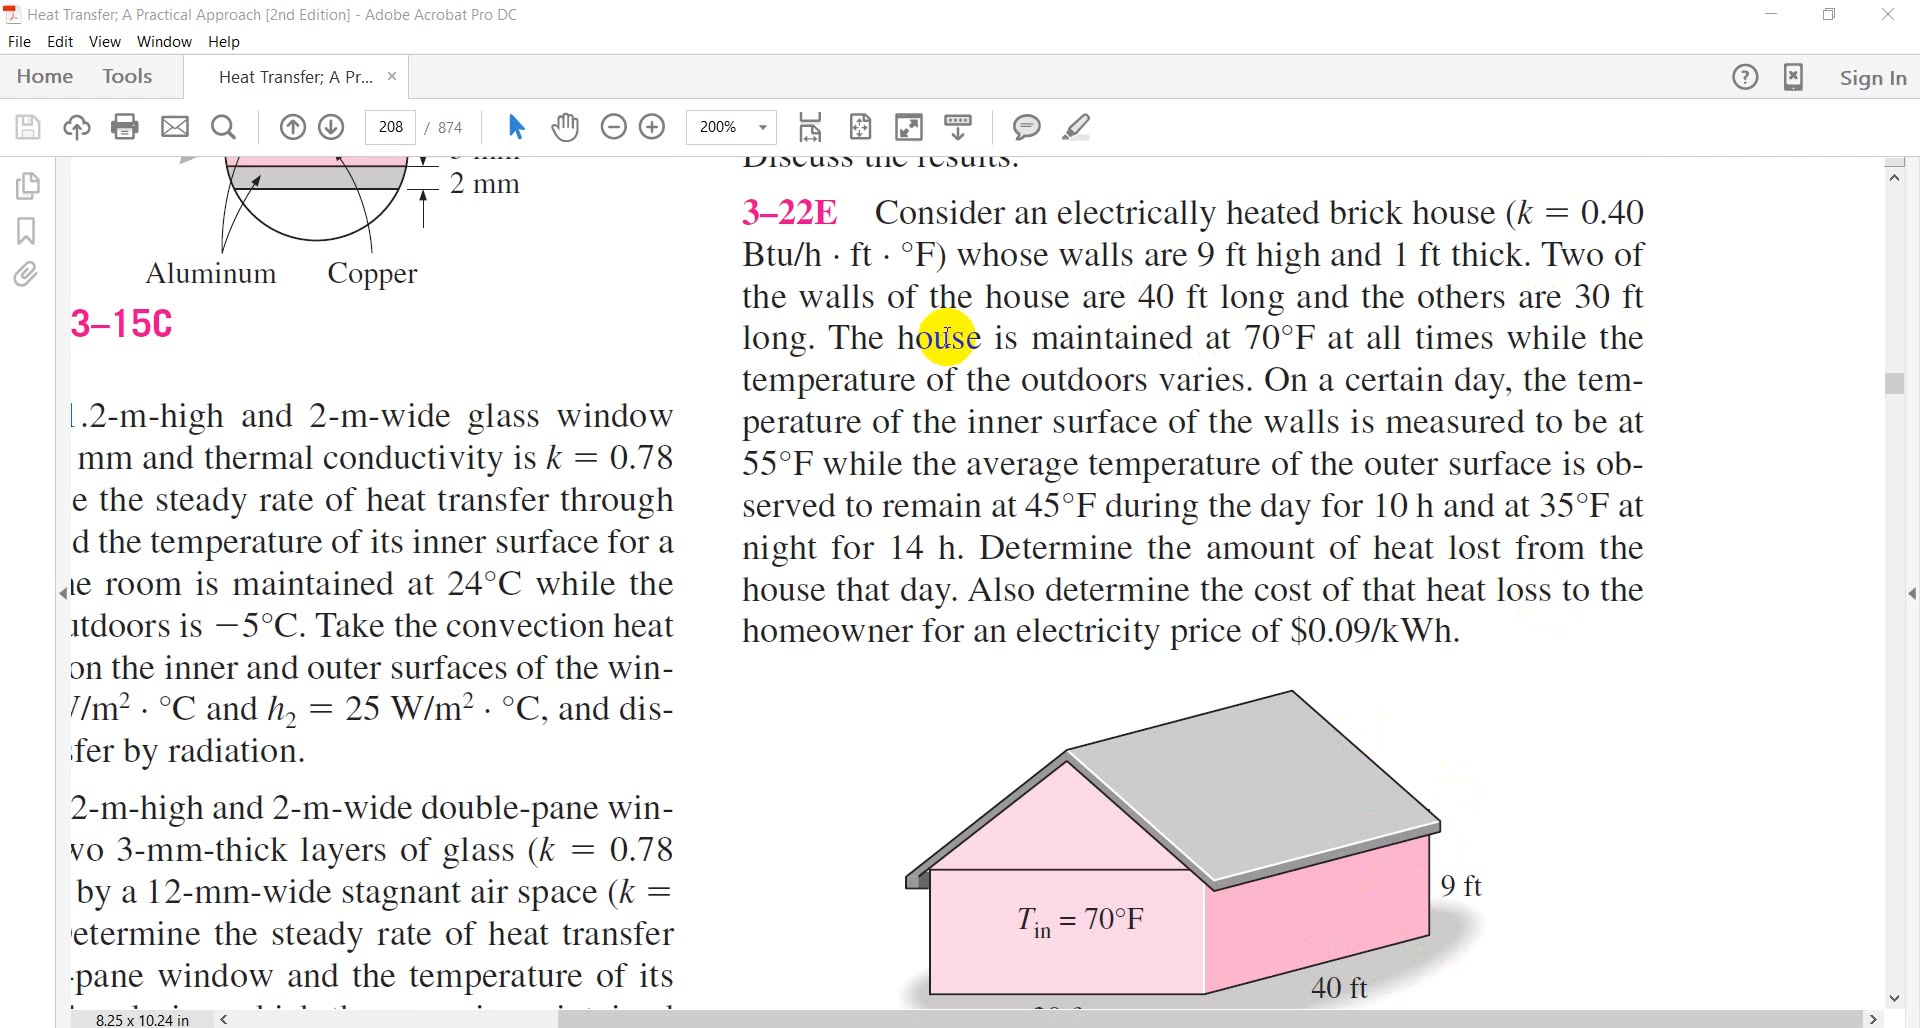 Heat Transfer; A Practical Approach [2nd Edition] - Adobe Acrobat Pro DC
File Edit View Window Help
Home Tools Heat Transfer; A Pr... × Sign In
208 / 874 200%
2 mm
Aluminum Copper
3–15C
1.2-m-high and 2-m-wide glass window
mm and thermal conductivity is k = 0.78
e the steady rate of heat transfer through
d the temperature of its inner surface for a
room is maintained at 24°C while the
utdoors is −5°C. Take the convection heat
on the inner and outer surfaces of the win-
/m² · °C and h₂ = 25 W/m² · °C, and dis-
sfer by radiation.
2-m-high and 2-m-wide double-pane win-
wo 3-mm-thick layers of glass (k = 0.78
by a 12-mm-wide stagnant air space (k =
etermine the steady rate of heat transfer
-pane window and the temperature of its
Discuss the results.
3–22E Consider an electrically heated brick house (k = 0.40
Btu/h · ft · °F) whose walls are 9 ft high and 1 ft thick. Two of
the walls of the house are 40 ft long and the others are 30 ft
long. The house is maintained at 70°F at all times while the
temperature of the outdoors varies. On a certain day, the tem-
perature of the inner surface of the walls is measured to be at
55°F while the average temperature of the outer surface is ob-
served to remain at 45°F during the day for 10 h and at 35°F at
night for 14 h. Determine the amount of heat lost from the
house that day. Also determine the cost of that heat loss to the
homeowner for an electricity price of $0.09/kWh.
T_in = 70°F
9 ft
40 ft
8.25 x 10.24 in